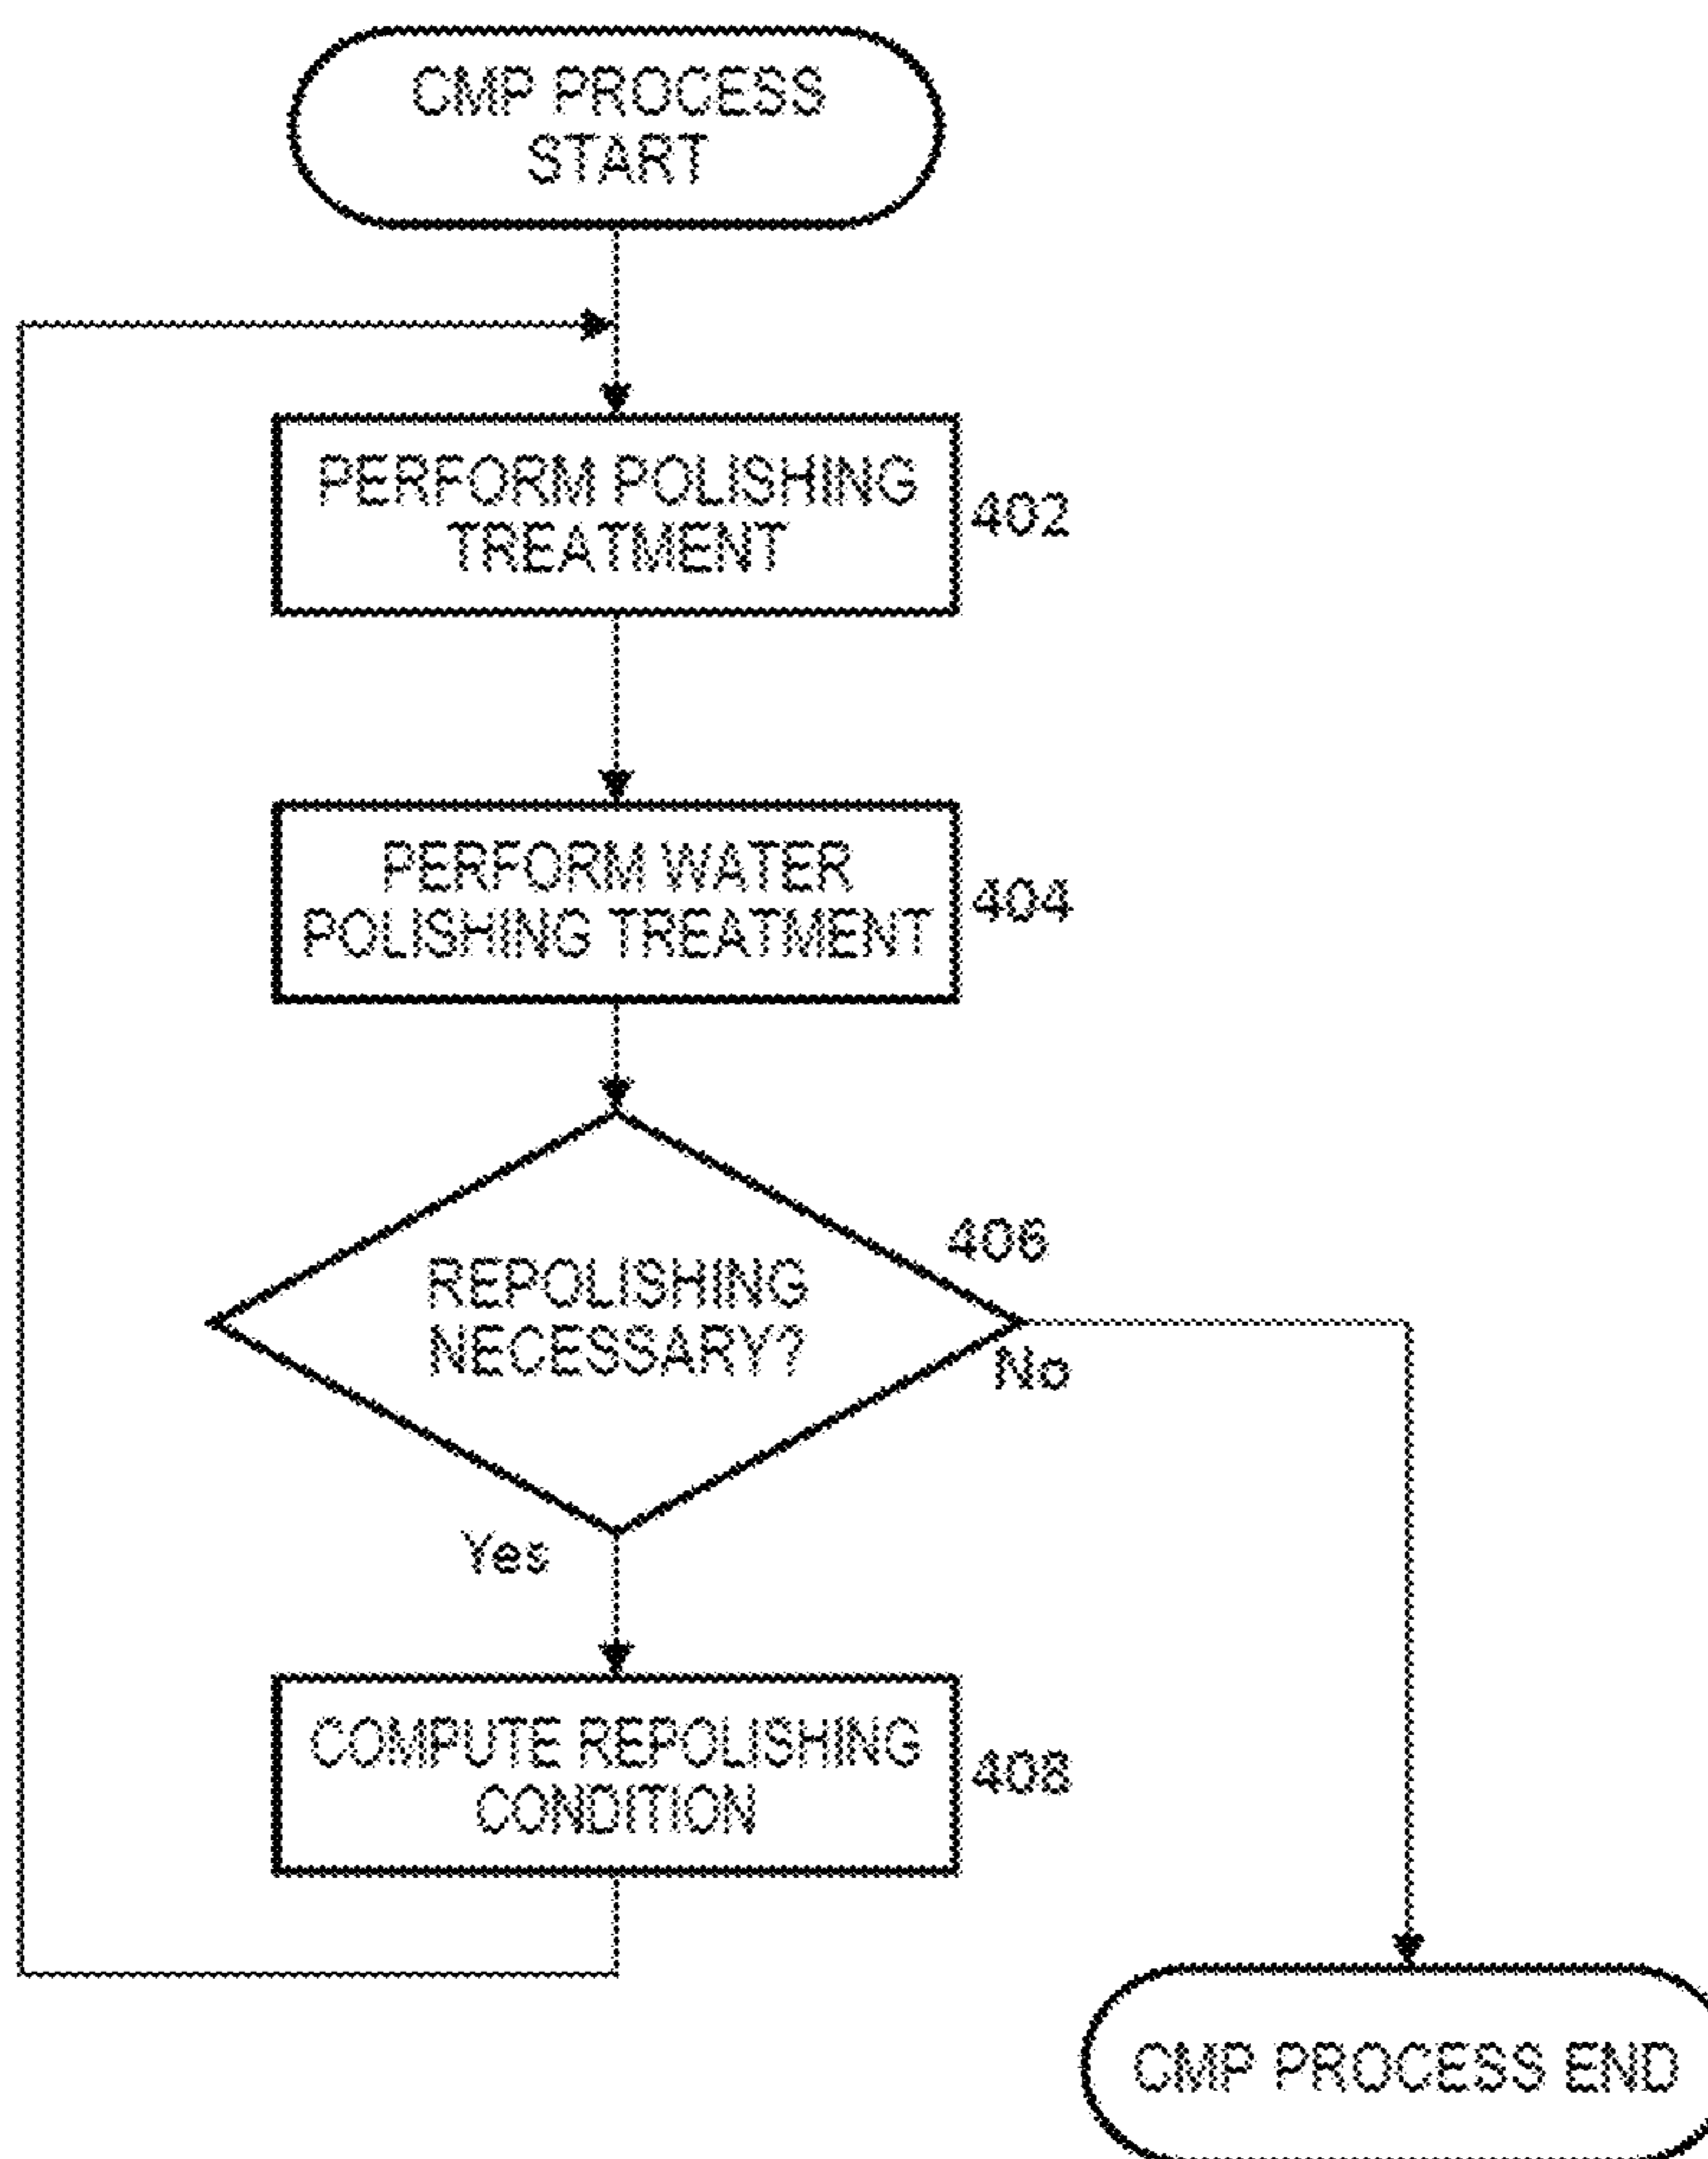 CMP PROCESS
START
PERFORM POLISHING
TREATMENT
402
PERFORM WATER
POLISHING TREATMENT
404
406
REPOLISHING
NECESSARY?
No
Yes
COMPUTE REPOLISHING
CONDITION
408
CMP PROCESS END